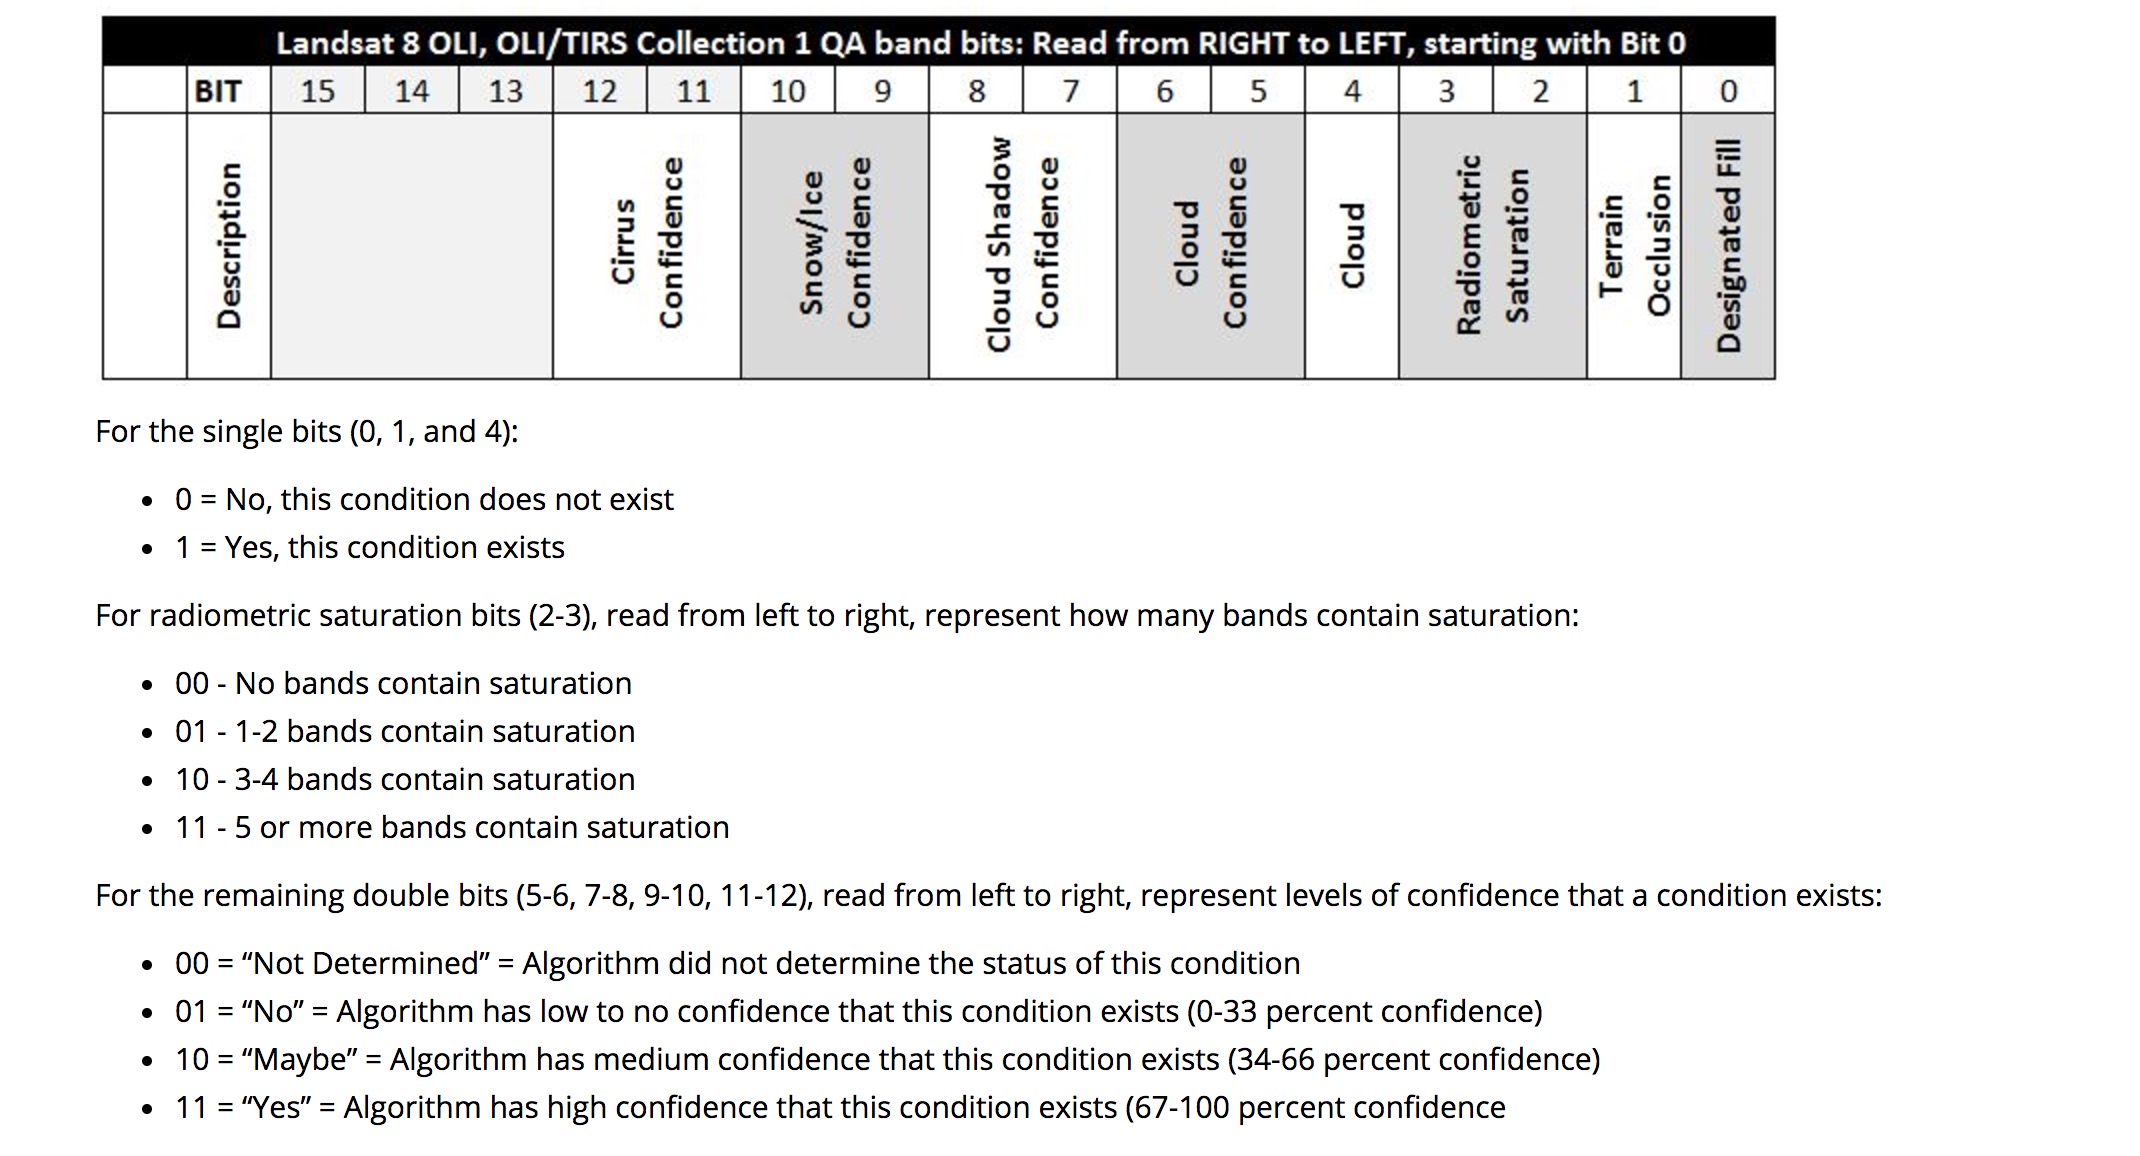 Landsat 8 OLI, OLI/TIRS Collection 1 QA band bits: Read from RIGHT to LEFT, starting with Bit 0
BIT 15 14 13 12 11 10 9 8 7 6 5 4 3 2 1 0
Description
Cirrus
Confidence
Snow/Ice
Confidence
Cloud Shadow
Confidence
Cloud
Confidence
Cloud
Radiometric
Saturation
Terrain
Occlusion
Designated Fill
For the single bits (0, 1, and 4):
• 0 = No, this condition does not exist
• 1 = Yes, this condition exists
For radiometric saturation bits (2-3), read from left to right, represent how many bands contain saturation:
• 00 - No bands contain saturation
• 01 - 1-2 bands contain saturation
• 10 - 3-4 bands contain saturation
• 11 - 5 or more bands contain saturation
For the remaining double bits (5-6, 7-8, 9-10, 11-12), read from left to right, represent levels of confidence that a condition exists:
• 00 = “Not Determined” = Algorithm did not determine the status of this condition
• 01 = “No” = Algorithm has low to no confidence that this condition exists (0-33 percent confidence)
• 10 = “Maybe” = Algorithm has medium confidence that this condition exists (34-66 percent confidence)
• 11 = “Yes” = Algorithm has high confidence that this condition exists (67-100 percent confidence